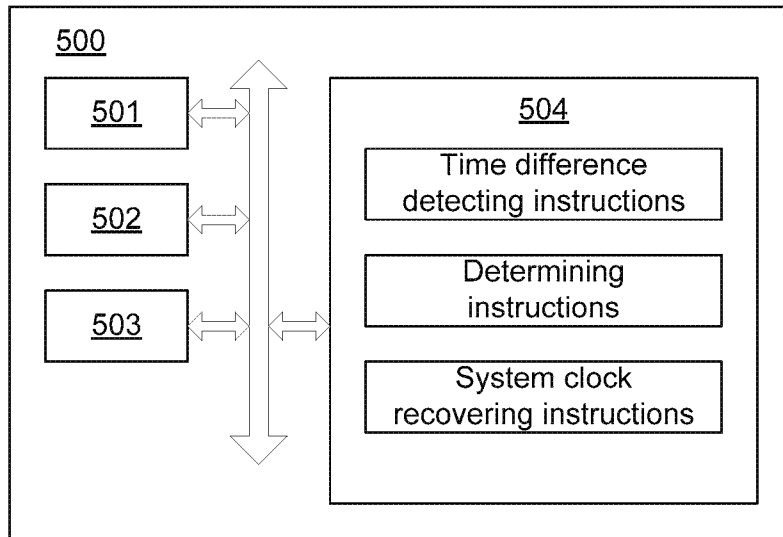 500
501
502
503
504
Time difference
detecting instructions
Determining
instructions
System clock
recovering instructions